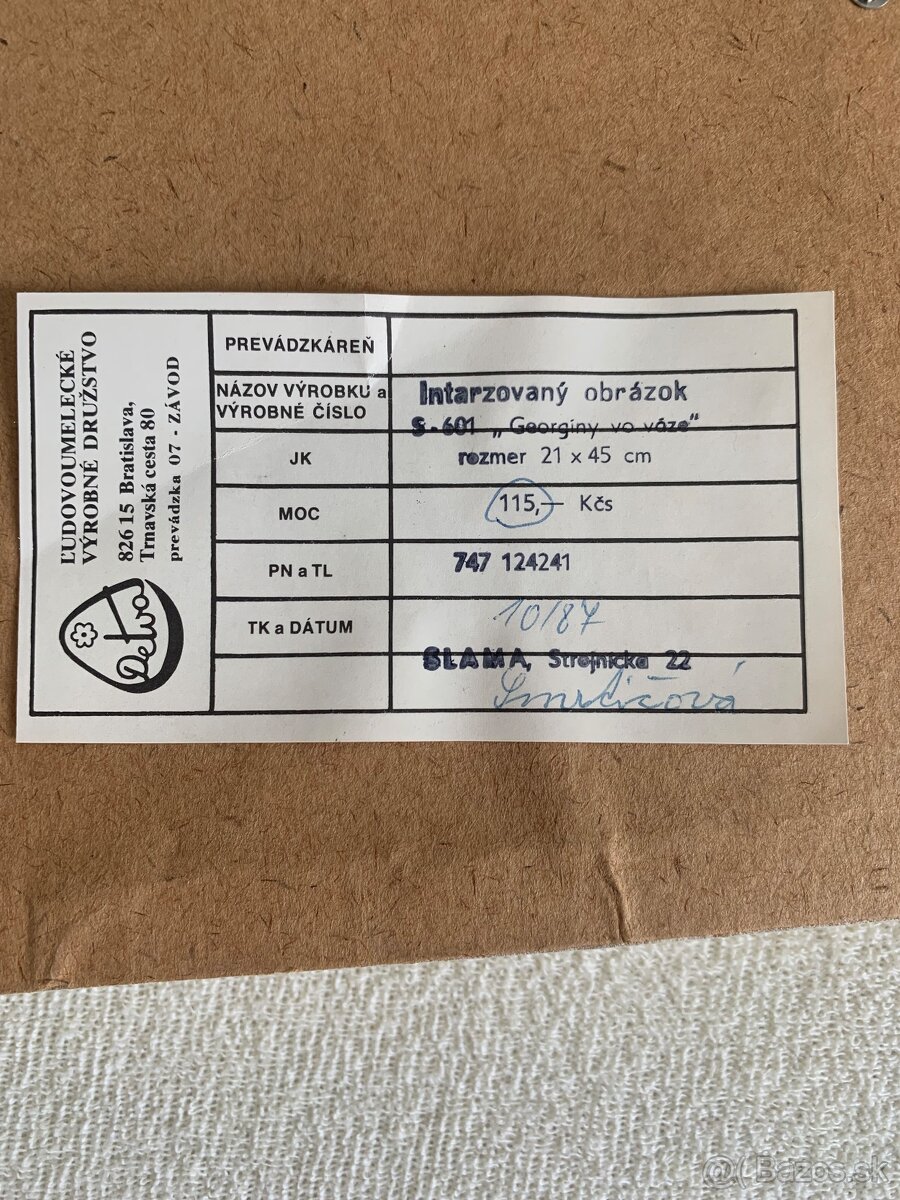 ĽUDOVOUMELECKÉ
VÝROBNÉ DRUŽSTVO
826 15 Bratislava,
Trnavská cesta 80
prevádzka 07 - ZÁVOD
Detva
PREVÁDZKÁREŇ
NÁZOV VÝROBKU a
VÝROBNÉ ČÍSLO
Intarzovaný obrázok
S-601 „Georgíny vo váze"
JK
rozmer 21 x 45 cm
MOC
115,— Kčs
PN a TL
747 124241
TK a DÁTUM
10/87
SLAMA, Strojnícka 22
@ Bazos.sk